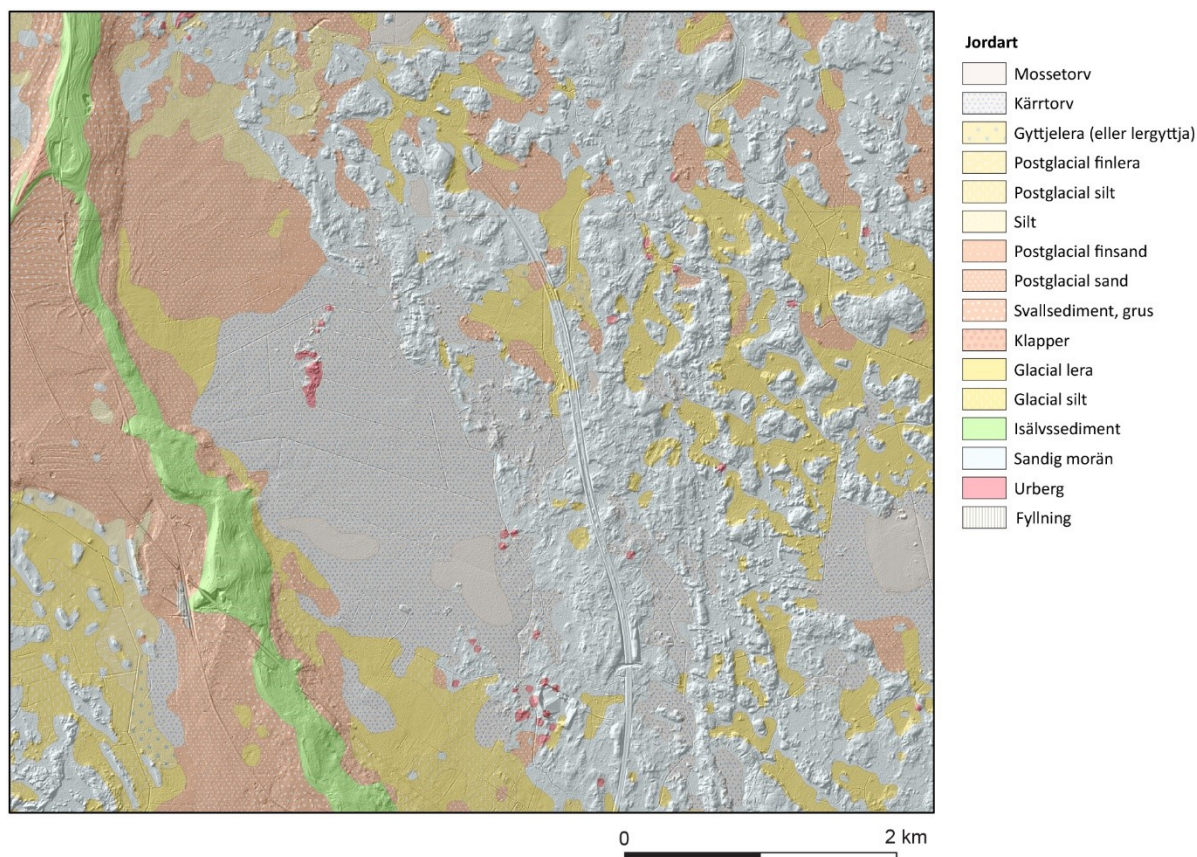 Jordart
Mossetorv
Kärrtorv
Gyttjelera (eller lergyttja)
Postglacial finlera
Postglacial silt
Silt
Postglacial finsand
Postglacial sand
Svallsediment, grus
Klapper
Glacial lera
Glacial silt
Isälvssediment
Sandig morän
Urberg
Fyllning
0 2 km